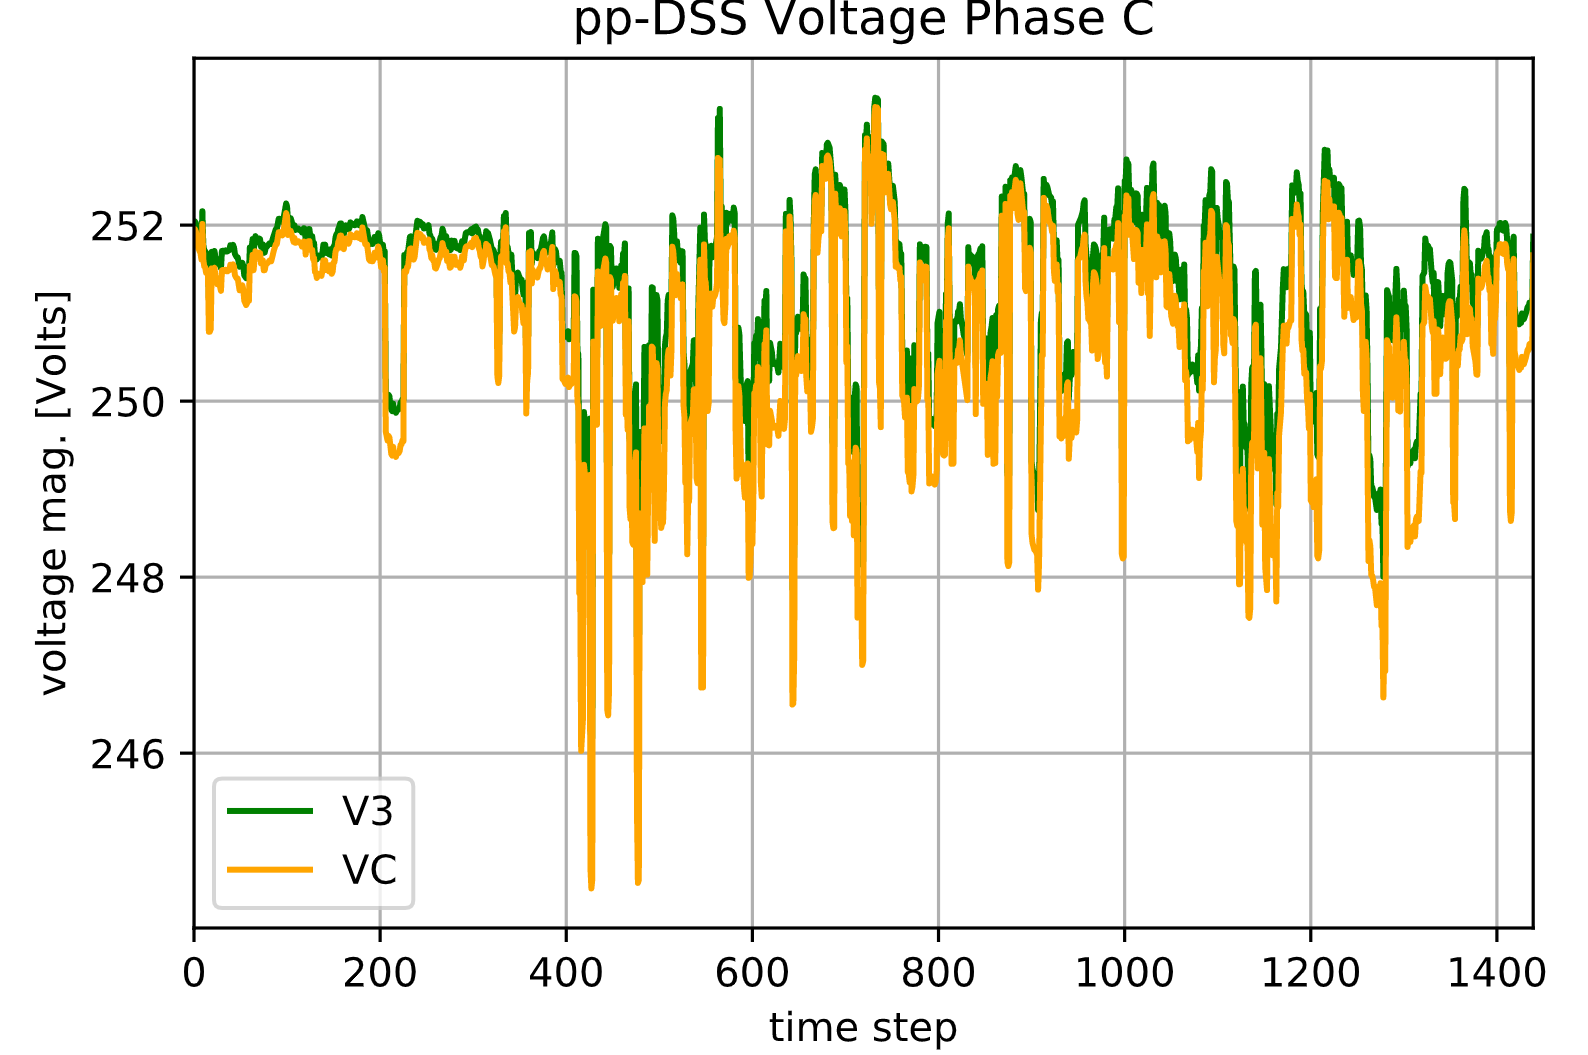 pp-DSS Voltage Phase C
voltage mag. [Volts]
252
250
248
246
V3
VC
0 200 400 600 800 1000 1200 1400
time step